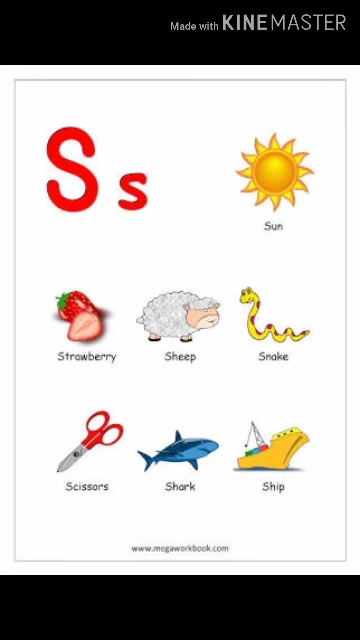 Made with KINEMASTER
S s
Sun
Strawberry Sheep Snake
Scissors Shark Ship
www.megaworkbook.com